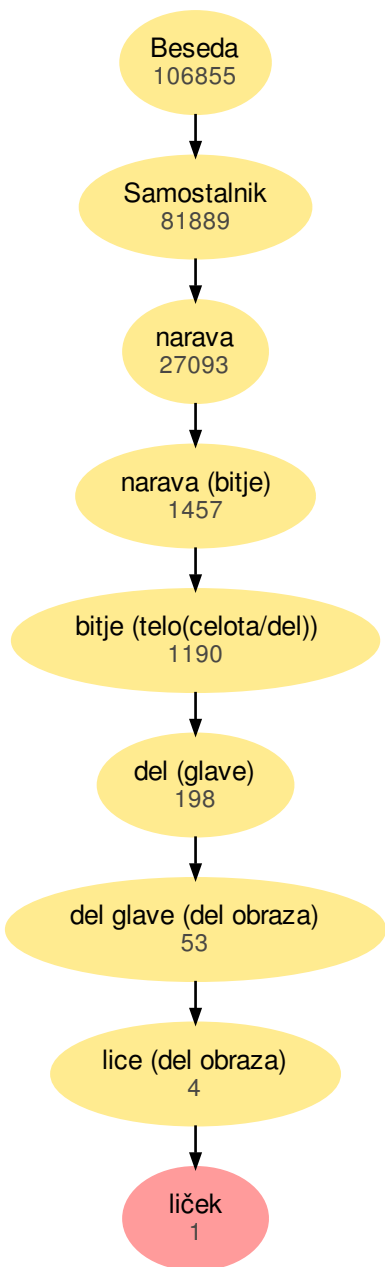 Beseda
106855
Samostalnik
81889
narava
27093
narava (bitje)
1457
bitje (telo(celota/del))
1190
del (glave)
198
del glave (del obraza)
53
lice (del obraza)
4
liček
1